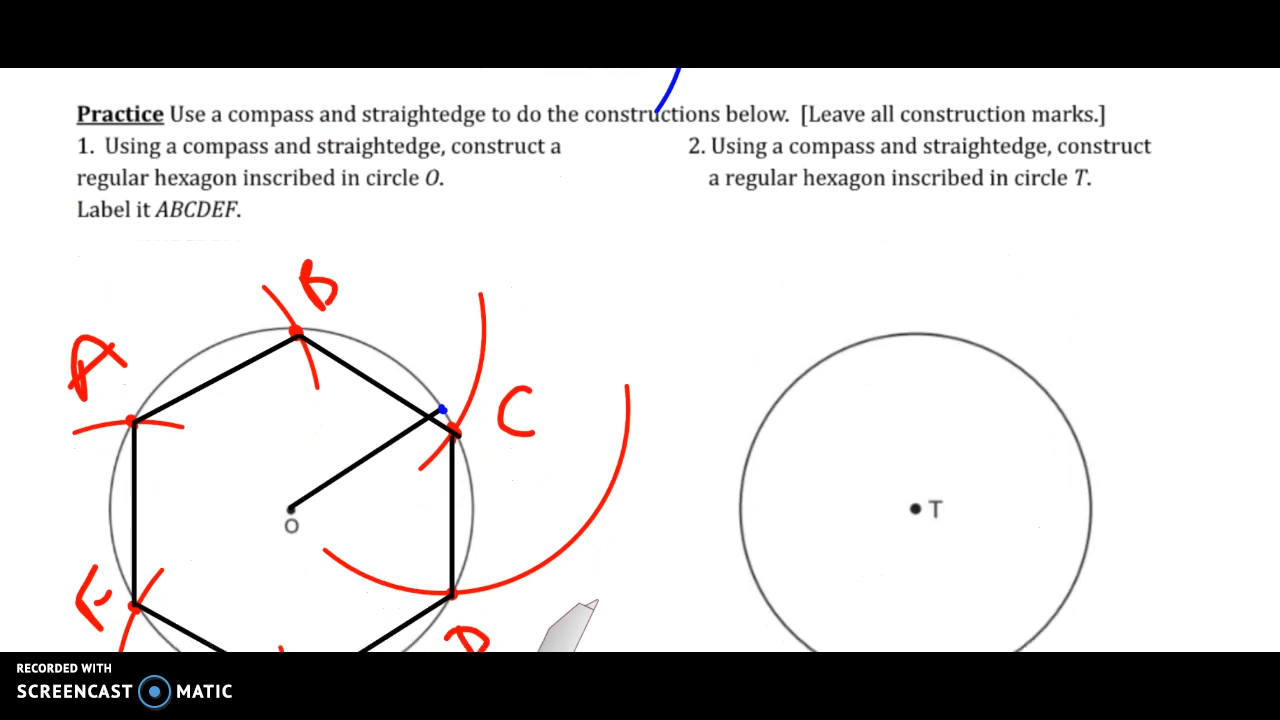 Practice Use a compass and straightedge to do the constructions below. [Leave all construction marks.]
1. Using a compass and straightedge, construct a
regular hexagon inscribed in circle O.
Label it ABCDEF.
2. Using a compass and straightedge, construct
a regular hexagon inscribed in circle T.
B
A
C
O
T
F
D
RECORDED WITH
SCREENCAST MATIC